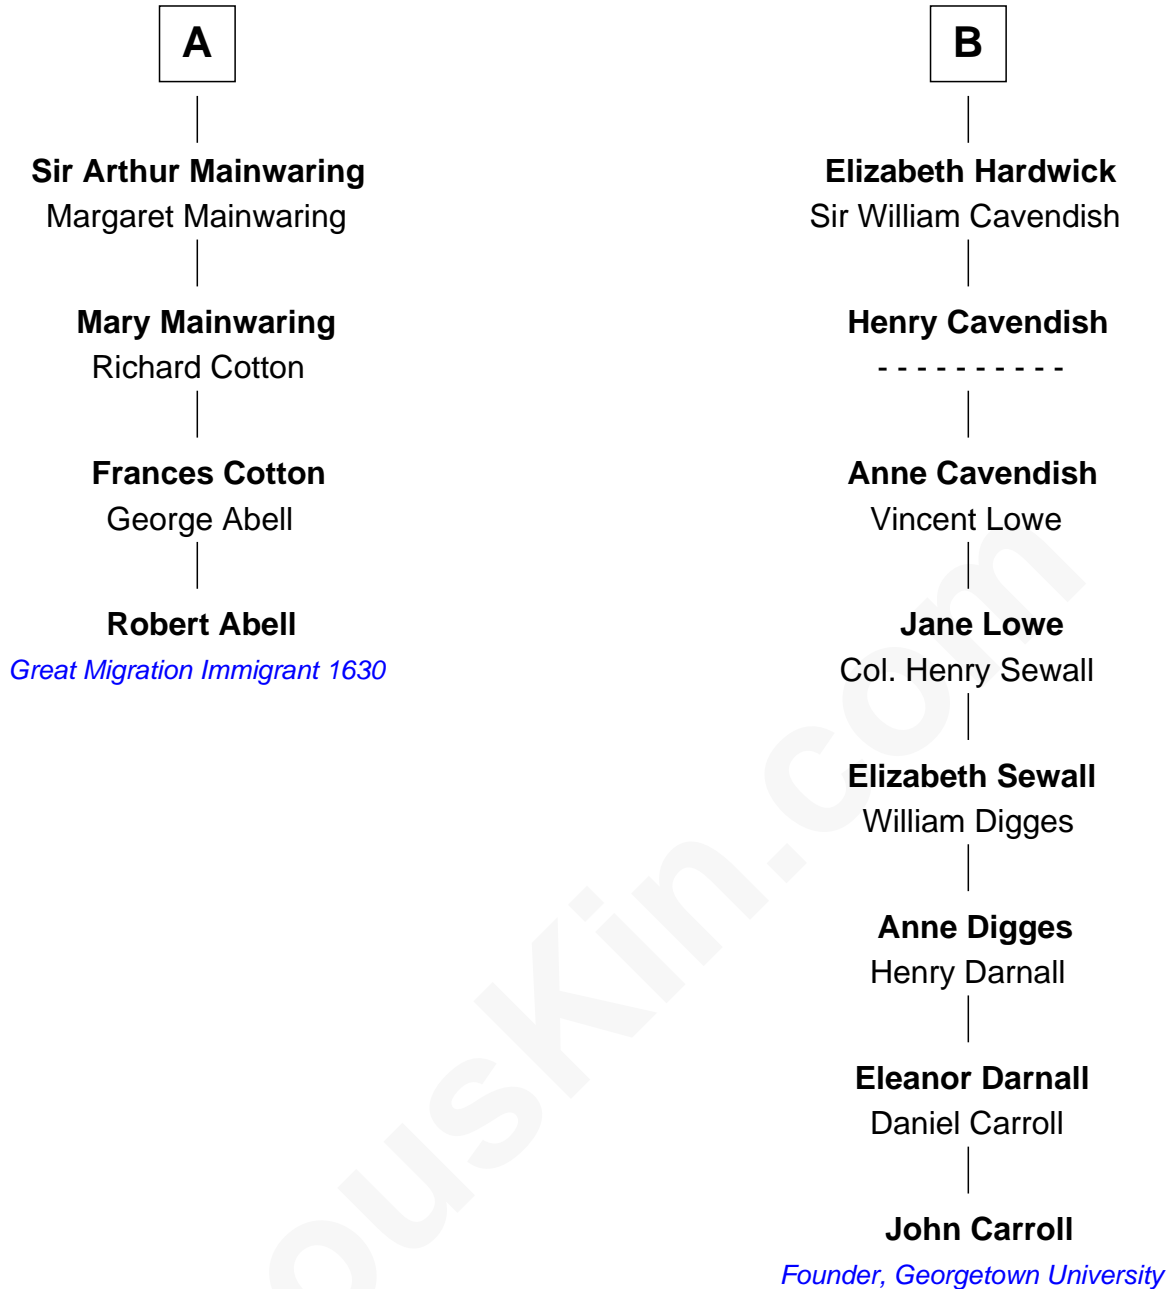 A
Sir Arthur Mainwaring
Margaret Mainwaring
Mary Mainwaring
Richard Cotton
Frances Cotton
George Abell
Robert Abell
Great Migration Immigrant 1630
B
Elizabeth Hardwick
Sir William Cavendish
Henry Cavendish
- - - - - - - - - -
Anne Cavendish
Vincent Lowe
Jane Lowe
Col. Henry Sewall
Elizabeth Sewall
William Digges
Anne Digges
Henry Darnall
Eleanor Darnall
Daniel Carroll
John Carroll
Founder, Georgetown University
ousKin.com